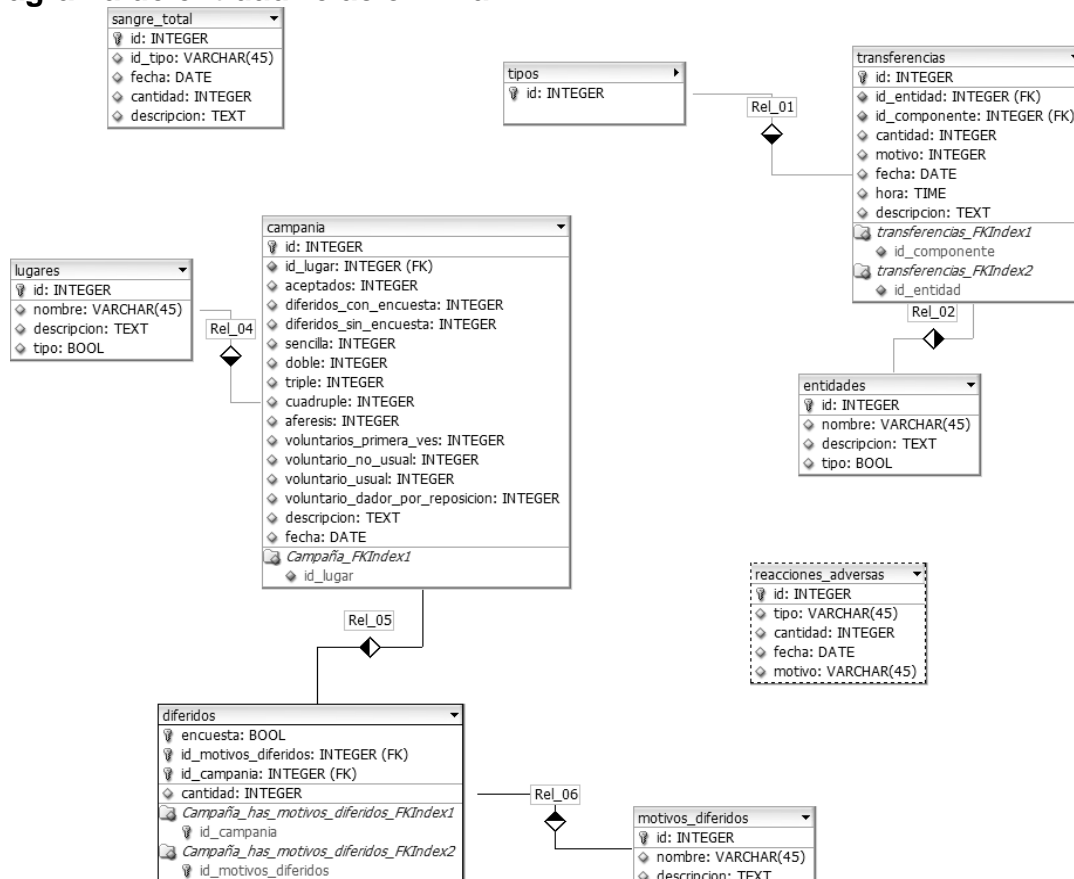 sangre_total
id: INTEGER
id_tipo: VARCHAR(45)
fecha: DATE
cantidad: INTEGER
descripcion: TEXT
tipos
id: INTEGER
Rel_01
transferencias
id: INTEGER
id_entidad: INTEGER (FK)
id_componente: INTEGER (FK)
cantidad: INTEGER
motivo: INTEGER
fecha: DATE
hora: TIME
descripcion: TEXT
transferencias_FKIndex1
id_componente
transferencias_FKIndex2
id_entidad
Rel_02
lugares
id: INTEGER
nombre: VARCHAR(45)
descripcion: TEXT
tipo: BOOL
Rel_04
campania
id: INTEGER
id_lugar: INTEGER (FK)
aceptados: INTEGER
diferidos_con_encuesta: INTEGER
diferidos_sin_encuesta: INTEGER
sencilla: INTEGER
doble: INTEGER
triple: INTEGER
cuadruple: INTEGER
aferesis: INTEGER
voluntarios_primera_ves: INTEGER
voluntario_no_usual: INTEGER
voluntario_usual: INTEGER
voluntario_dador_por_reposicion: INTEGER
descripcion: TEXT
fecha: DATE
Campaña_FKIndex1
id_lugar
entidades
id: INTEGER
nombre: VARCHAR(45)
descripcion: TEXT
tipo: BOOL
Rel_05
reacciones_adversas
id: INTEGER
tipo: VARCHAR(45)
cantidad: INTEGER
fecha: DATE
motivo: VARCHAR(45)
diferidos
encuesta: BOOL
id_motivos_diferidos: INTEGER (FK)
id_campania: INTEGER (FK)
cantidad: INTEGER
Campaña_has_motivos_diferidos_FKIndex1
id_campania
Campaña_has_motivos_diferidos_FKIndex2
id_motivos_diferidos
Rel_06
motivos_diferidos
id: INTEGER
nombre: VARCHAR(45)
descripcion: TEXT